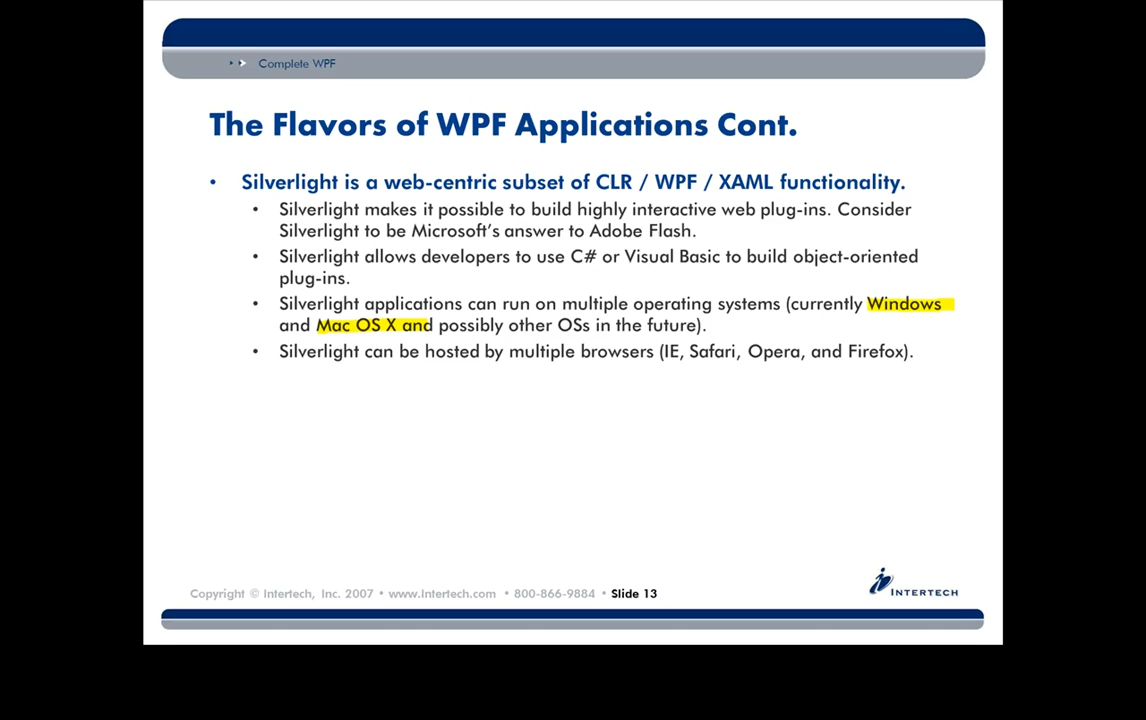 Complete WPF
The Flavors of WPF Applications Cont.
• Silverlight is a web-centric subset of CLR / WPF / XAML functionality.
• Silverlight makes it possible to build highly interactive web plug-ins. Consider
Silverlight to be Microsoft's answer to Adobe Flash.
• Silverlight allows developers to use C# or Visual Basic to build object-oriented
plug-ins.
• Silverlight applications can run on multiple operating systems (currently Windows
and Mac OS X and possibly other OSs in the future).
• Silverlight can be hosted by multiple browsers (IE, Safari, Opera, and Firefox).
Copyright © Intertech, Inc. 2007 • www.Intertech.com • 800-866-9884 • Slide 13
INTERTECH